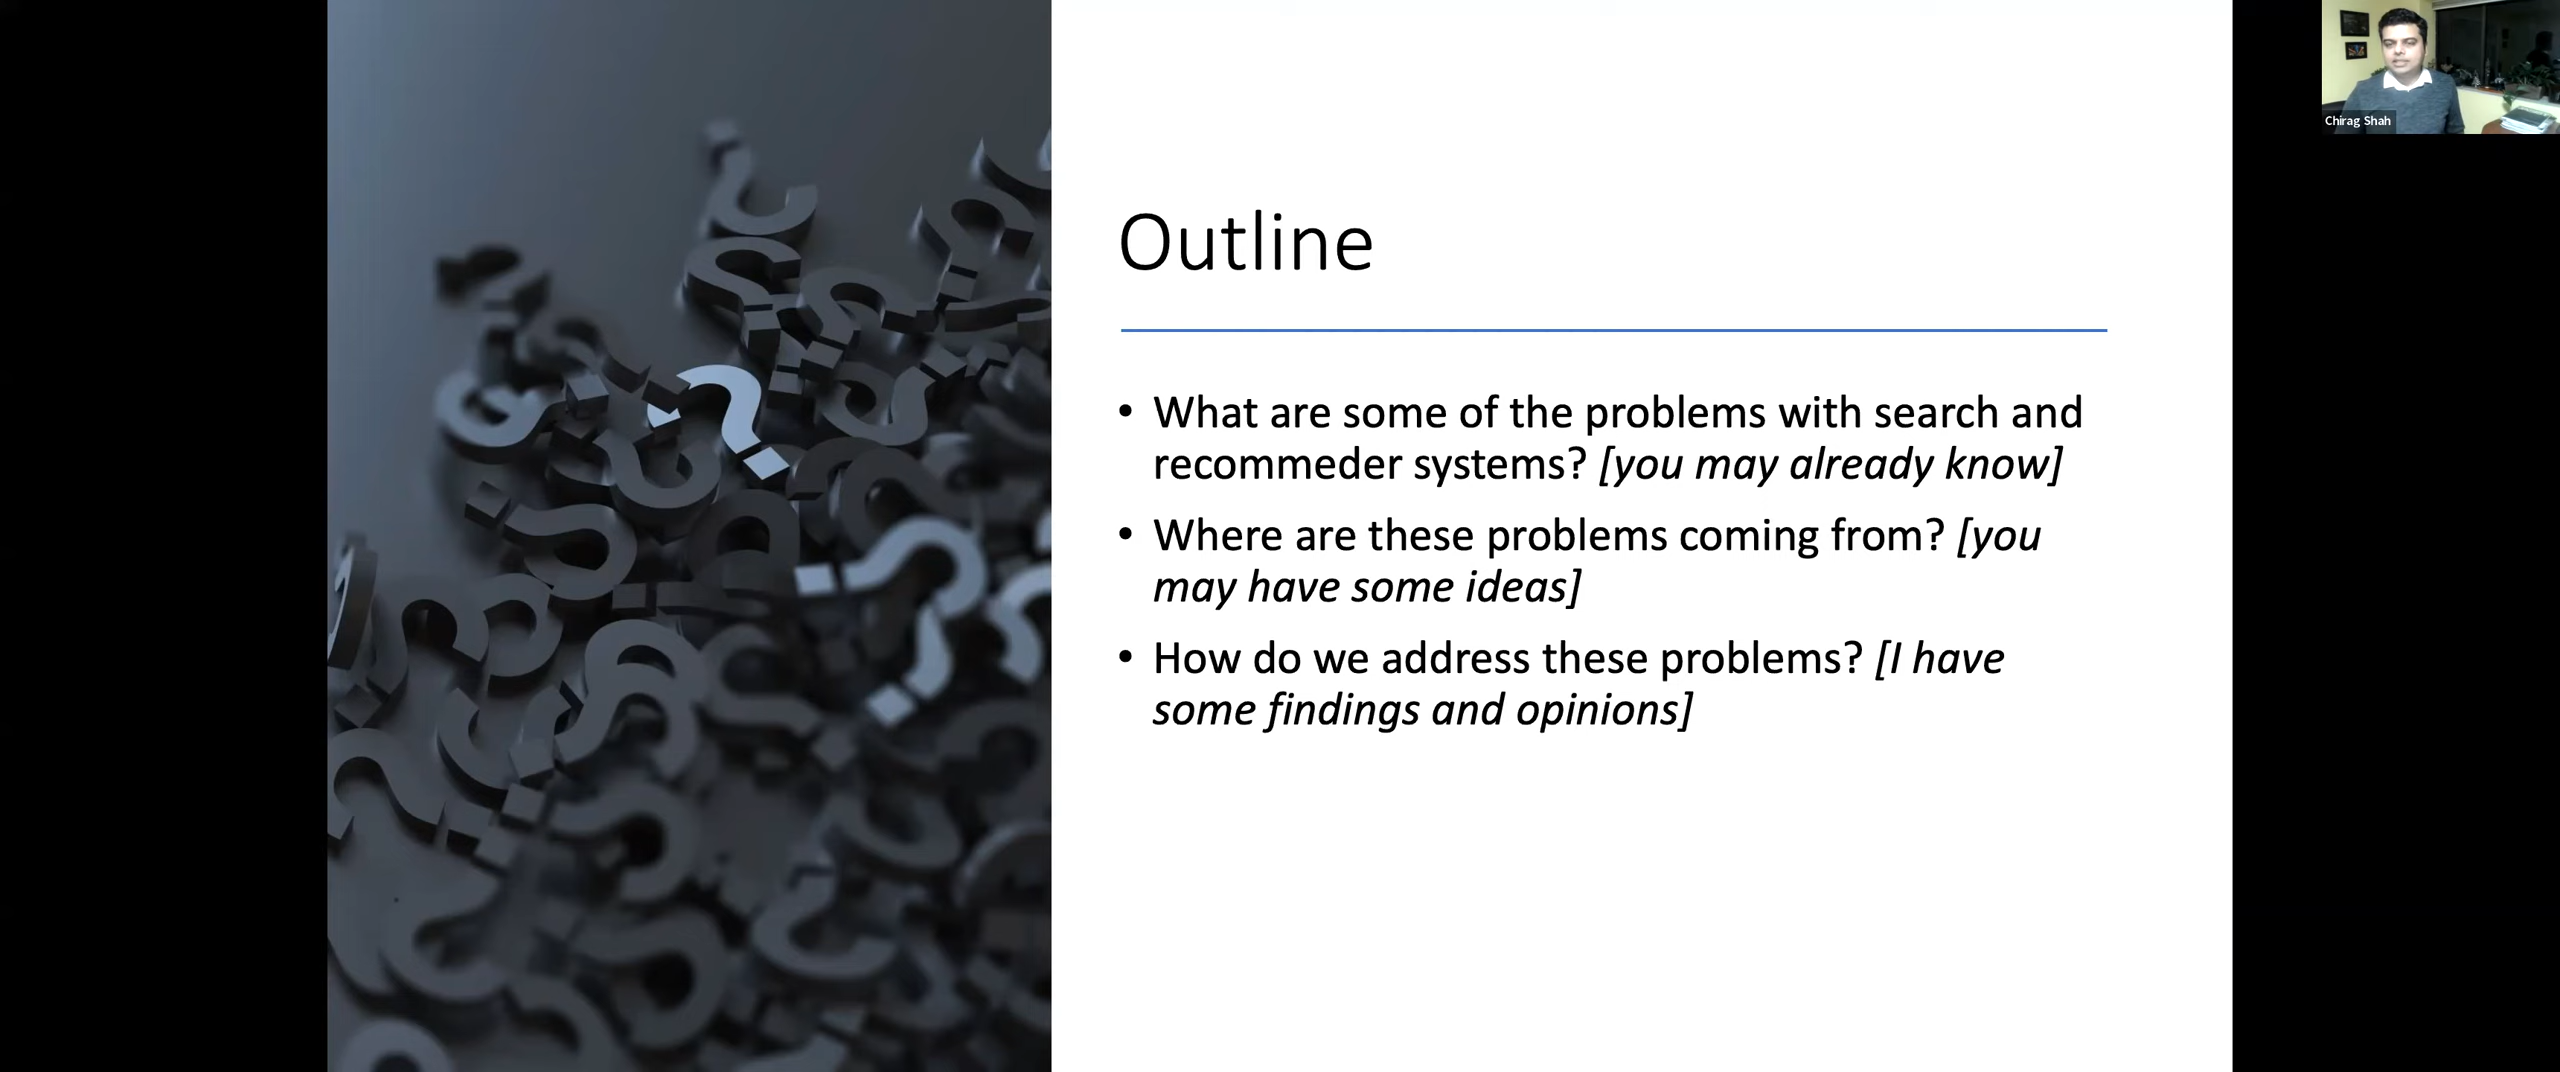 Outline
• What are some of the problems with search and
recommeder systems? [you may already know]
• Where are these problems coming from? [you
may have some ideas]
• How do we address these problems? [I have
some findings and opinions]
Chirag Shah